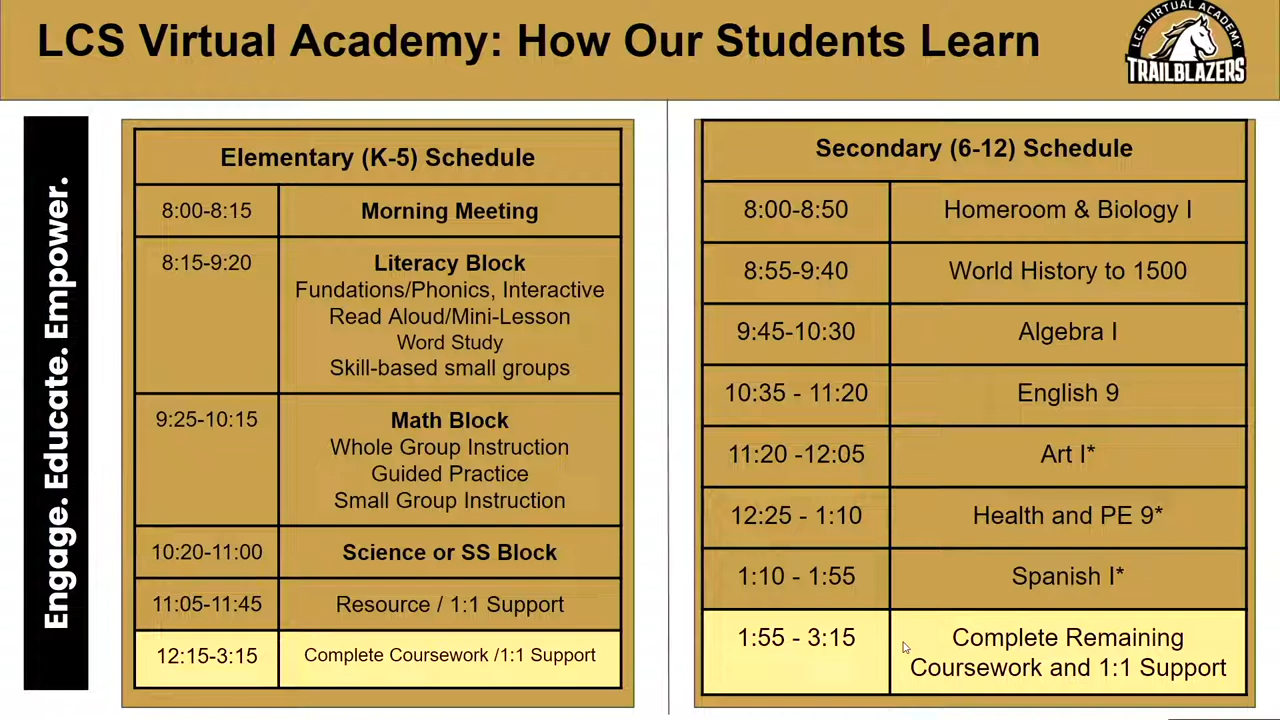 LCS Virtual Academy: How Our Students Learn
LCS VIRTUAL ACADEMY
TRAILBLAZERS
Engage. Educate. Empower.
Elementary (K-5) Schedule
8:00-8:15 Morning Meeting
8:15-9:20 Literacy Block
Fundations/Phonics, Interactive
Read Aloud/Mini-Lesson
Word Study
Skill-based small groups
9:25-10:15 Math Block
Whole Group Instruction
Guided Practice
Small Group Instruction
10:20-11:00 Science or SS Block
11:05-11:45 Resource / 1:1 Support
12:15-3:15 Complete Coursework /1:1 Support
Secondary (6-12) Schedule
8:00-8:50 Homeroom & Biology I
8:55-9:40 World History to 1500
9:45-10:30 Algebra I
10:35 - 11:20 English 9
11:20 -12:05 Art I*
12:25 - 1:10 Health and PE 9*
1:10 - 1:55 Spanish I*
1:55 - 3:15 Complete Remaining
Coursework and 1:1 Support